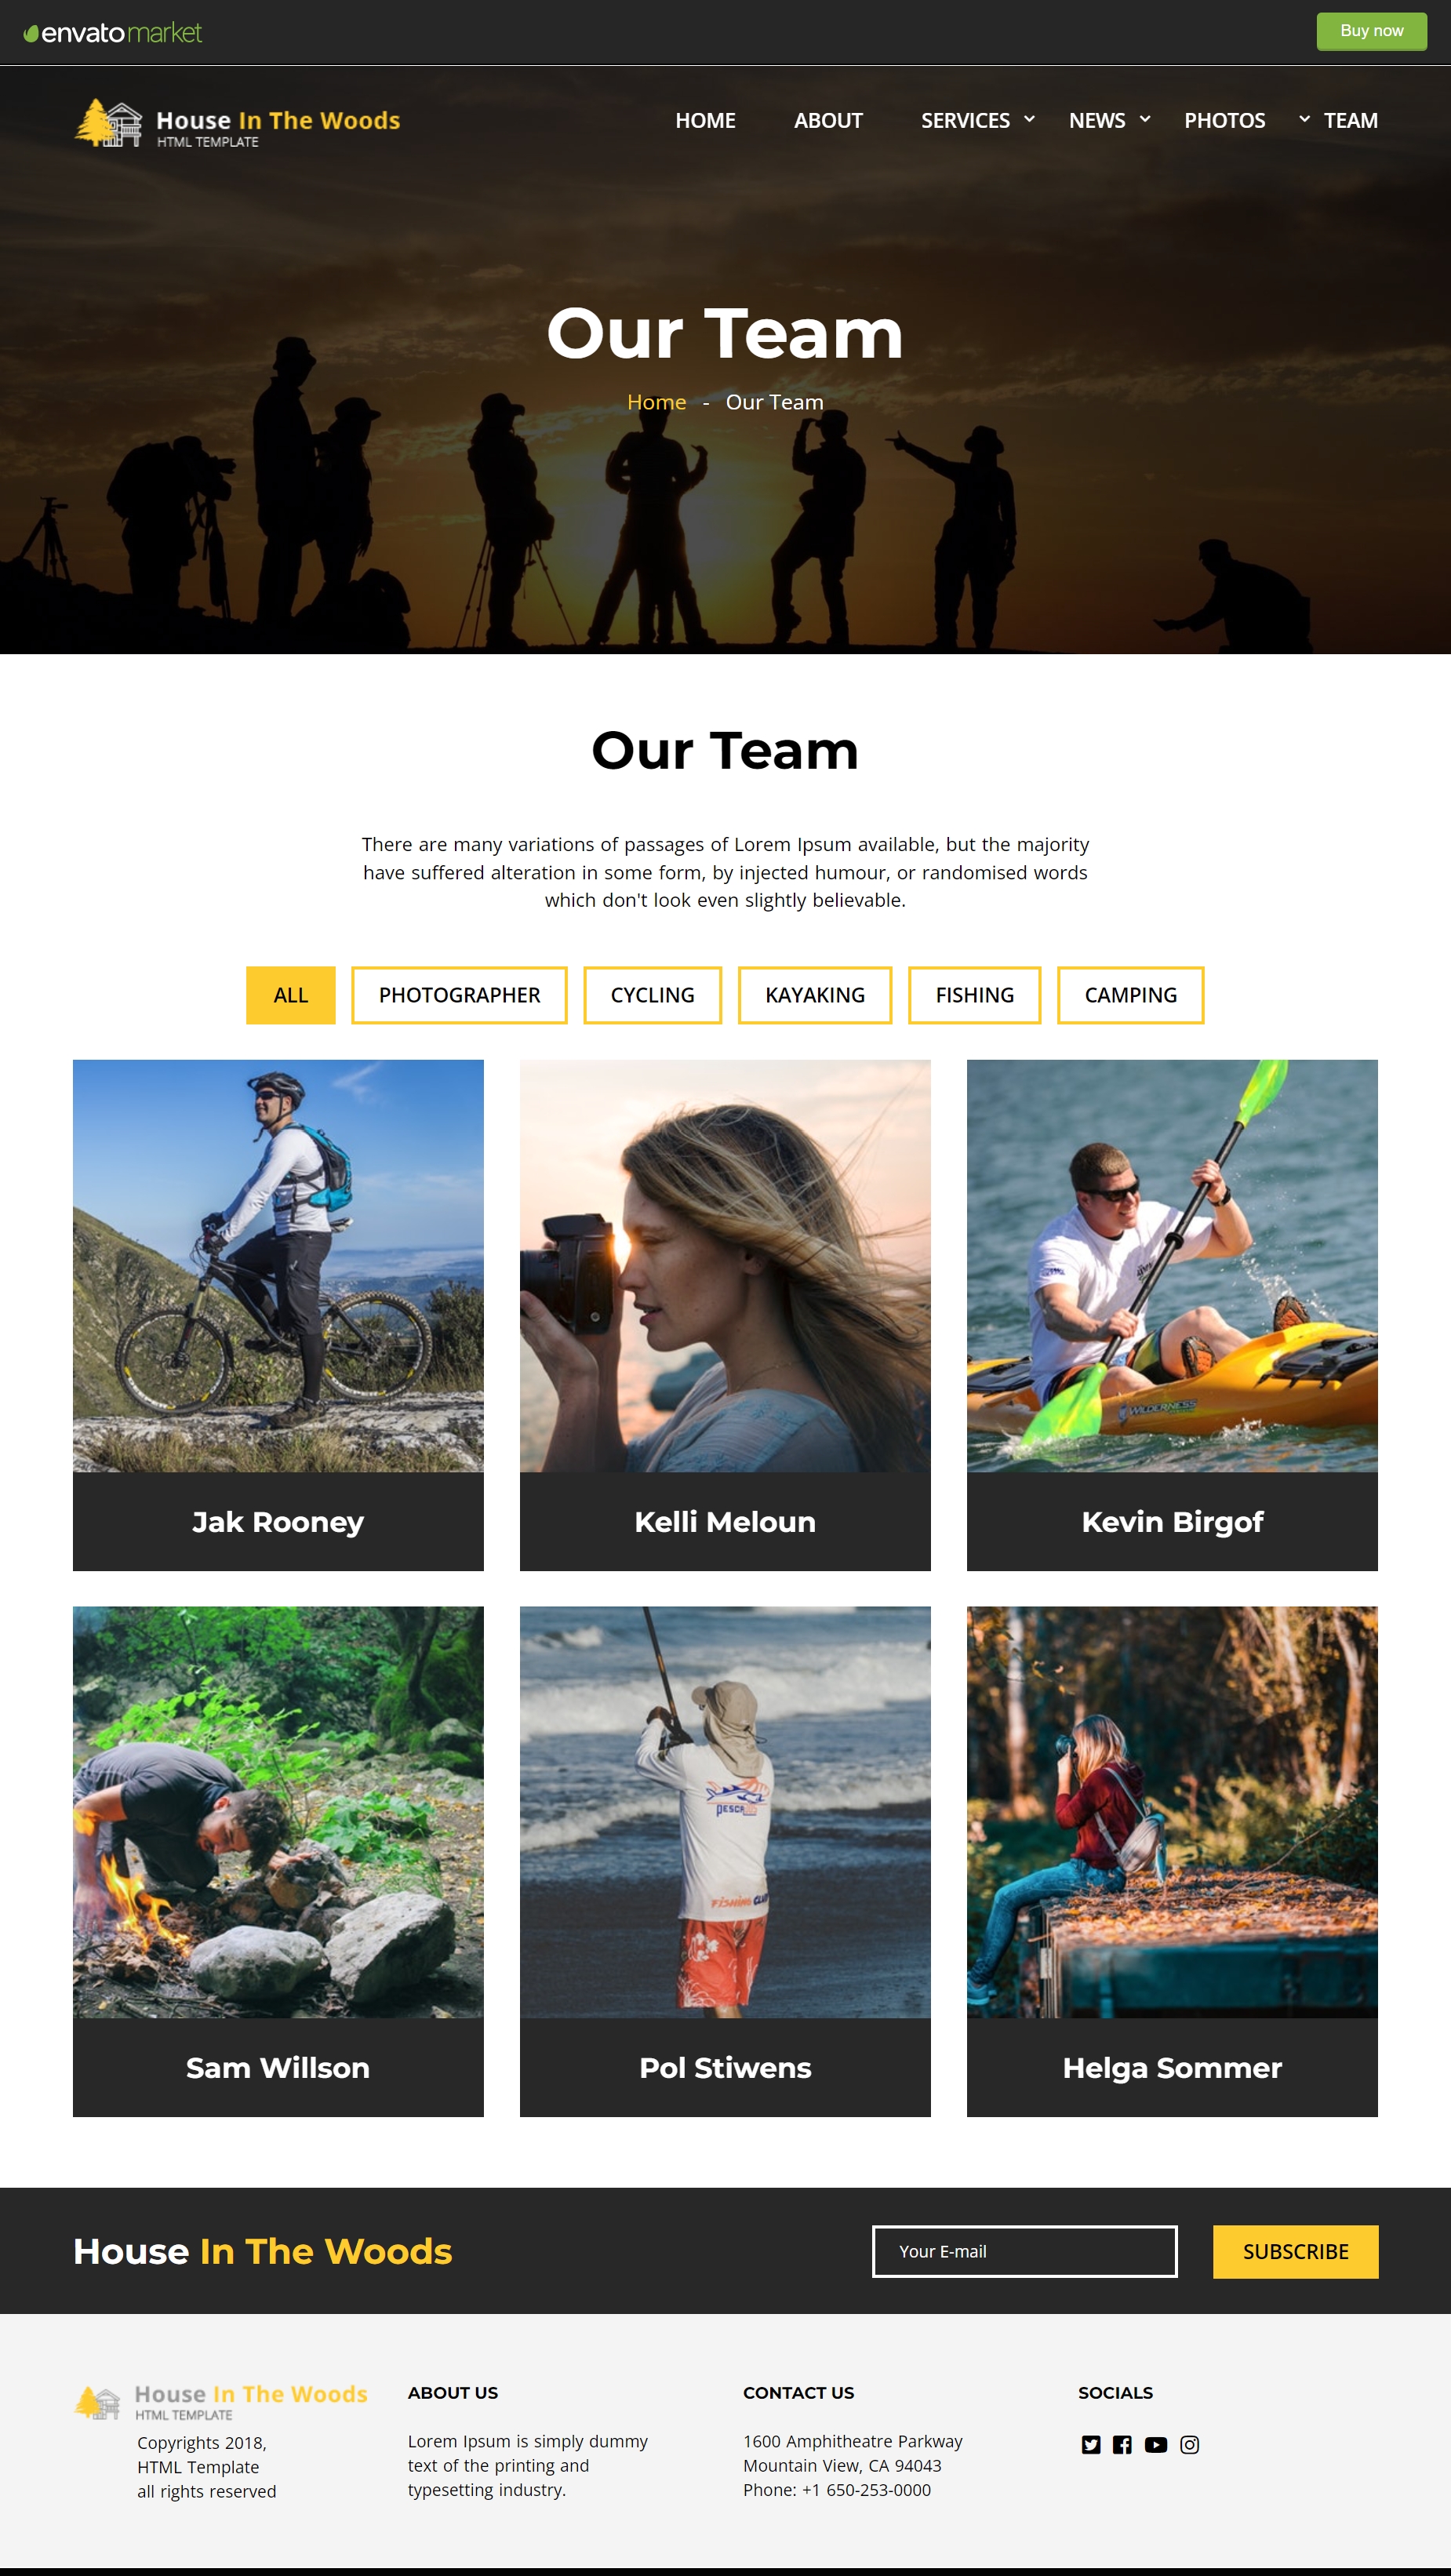 envatomarket
Buy now
House In The Woods
HTML TEMPLATE
HOME ABOUT SERVICES NEWS PHOTOS TEAM
Our Team
Home - Our Team
Our Team
There are many variations of passages of Lorem Ipsum available, but the majority
have suffered alteration in some form, by injected humour, or randomised words
which don't look even slightly believable.
ALL PHOTOGRAPHER CYCLING KAYAKING FISHING CAMPING
WILDERNESS
Jak Rooney Kelli Meloun Kevin Birgof
FISHING CLUB
Sam Willson Pol Stiwens Helga Sommer
House In The Woods
Your E-mail
SUBSCRIBE
House In The Woods
HTML TEMPLATE
Copyrights 2018,
HTML Template
all rights reserved
ABOUT US
Lorem Ipsum is simply dummy
text of the printing and
typesetting industry.
CONTACT US
1600 Amphitheatre Parkway
Mountain View, CA 94043
Phone: +1 650-253-0000
SOCIALS